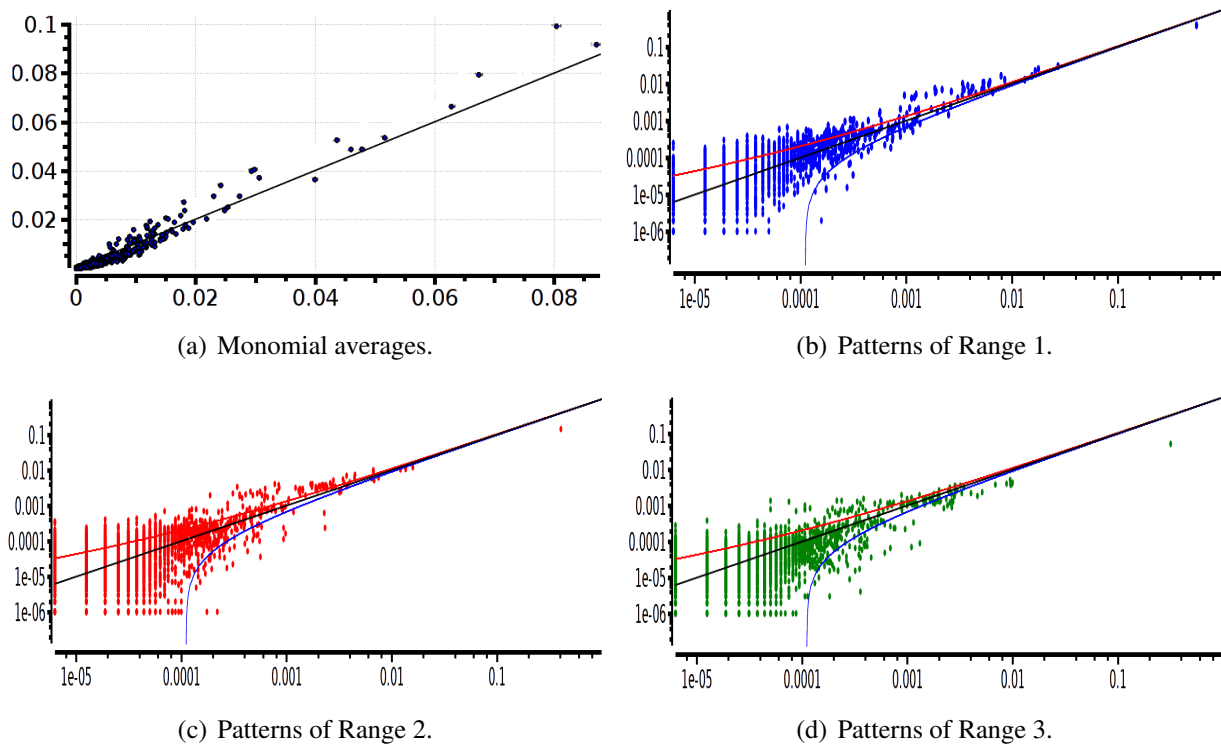 0.1
0.08
0.06
0.04
0.02
0 0.02 0.04 0.06 0.08
(a) Monomial averages.
0.1
0.01
0.001
0.0001
1e-05
1e-06
1e-05 0.0001 0.001 0.01 0.1
(b) Patterns of Range 1.
0.1
0.01
0.001
0.0001
1e-05
1e-06
1e-05 0.0001 0.001 0.01 0.1
(c) Patterns of Range 2.
0.1
0.01
0.001
0.0001
1e-05
1e-06
1e-05 0.0001 0.001 0.01 0.1
(d) Patterns of Range 3.